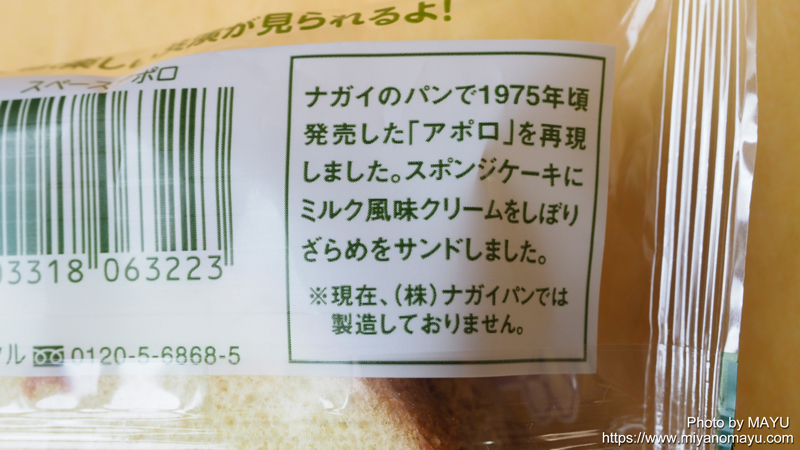 が見られるよ!
スペースアポロ
ナガイのパンで1975年頃
発売した「アポロ」を再現
しました。スポンジケーキに
ミルク風味クリームをしぼり
ざらめをサンドしました。
※現在、(株)ナガイパンでは
製造しておりません。
3318 063223
0120-5-6868-5
Photo by MAYU
https://www.miyanomayu.com/